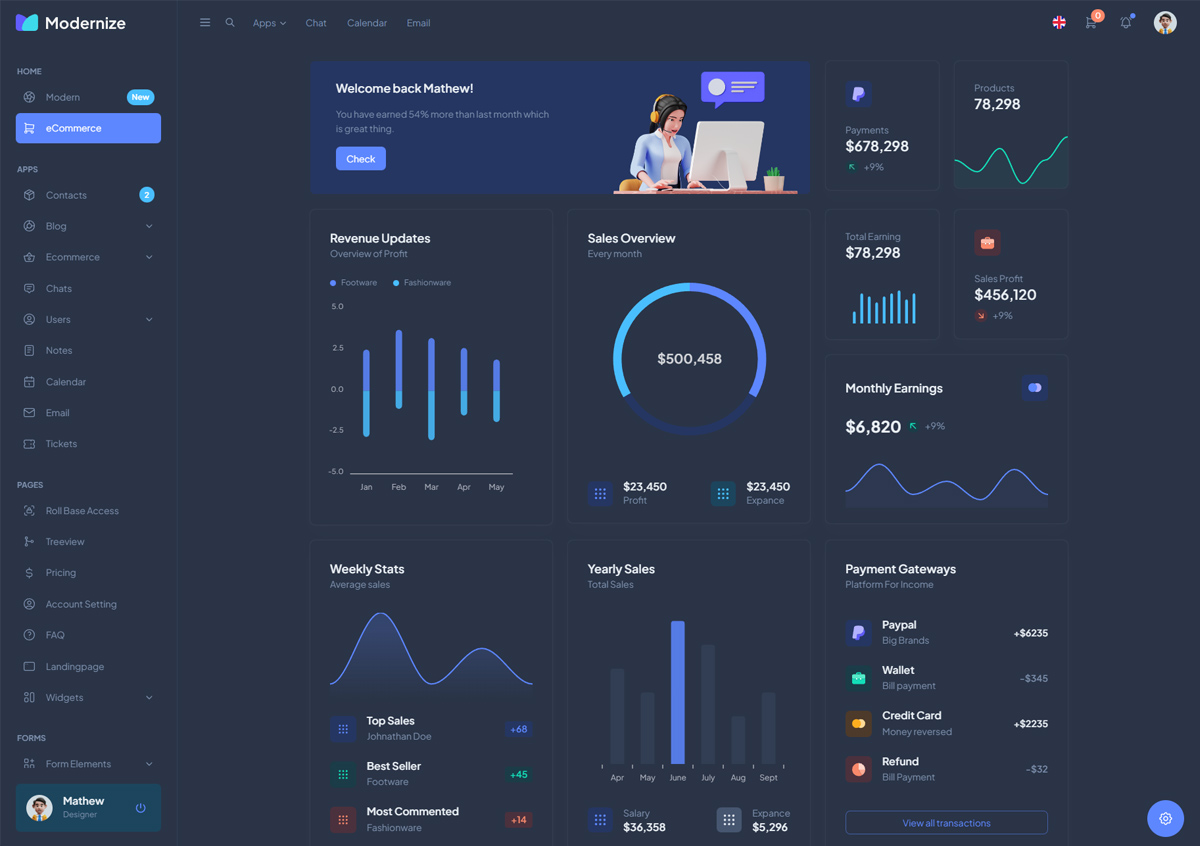 Modernize
Apps
Chat
Calendar
Email
0
HOME
Modern
New
eCommerce
APPS
Contacts
2
Blog
Ecommerce
Chats
Users
Notes
Calendar
Email
Tickets
PAGES
Roll Base Access
Treeview
Pricing
Account Setting
FAQ
Landingpage
Widgets
FORMS
Form Elements
Mathew
Designer
Welcome back Mathew!
You have earned 54% more than last month which
is great thing.
Check
Payments
$678,298
+9%
Products
78,298
Revenue Updates
Overview of Profit
Footware
Fashionware
5.0
2.5
0.0
-2.5
-5.0
Jan Feb Mar Apr May
Sales Overview
Every month
$500,458
$23,450
Profit
$23,450
Expance
Total Earning
$78,298
Sales Profit
$456,120
+9%
Monthly Earnings
$6,820
+9%
Weekly Stats
Average sales
Top Sales
Johnathan Doe
+68
Best Seller
Footware
+45
Most Commented
Fashionware
+14
Yearly Sales
Total Sales
Apr May June July Aug Sept
Salary
$36,358
Expance
$5,296
Payment Gateways
Platform For Income
Paypal
Big Brands
+$6235
Wallet
Bill payment
-$345
Credit Card
Money reversed
+$2235
Refund
Bill Payment
-$32
View all transactions